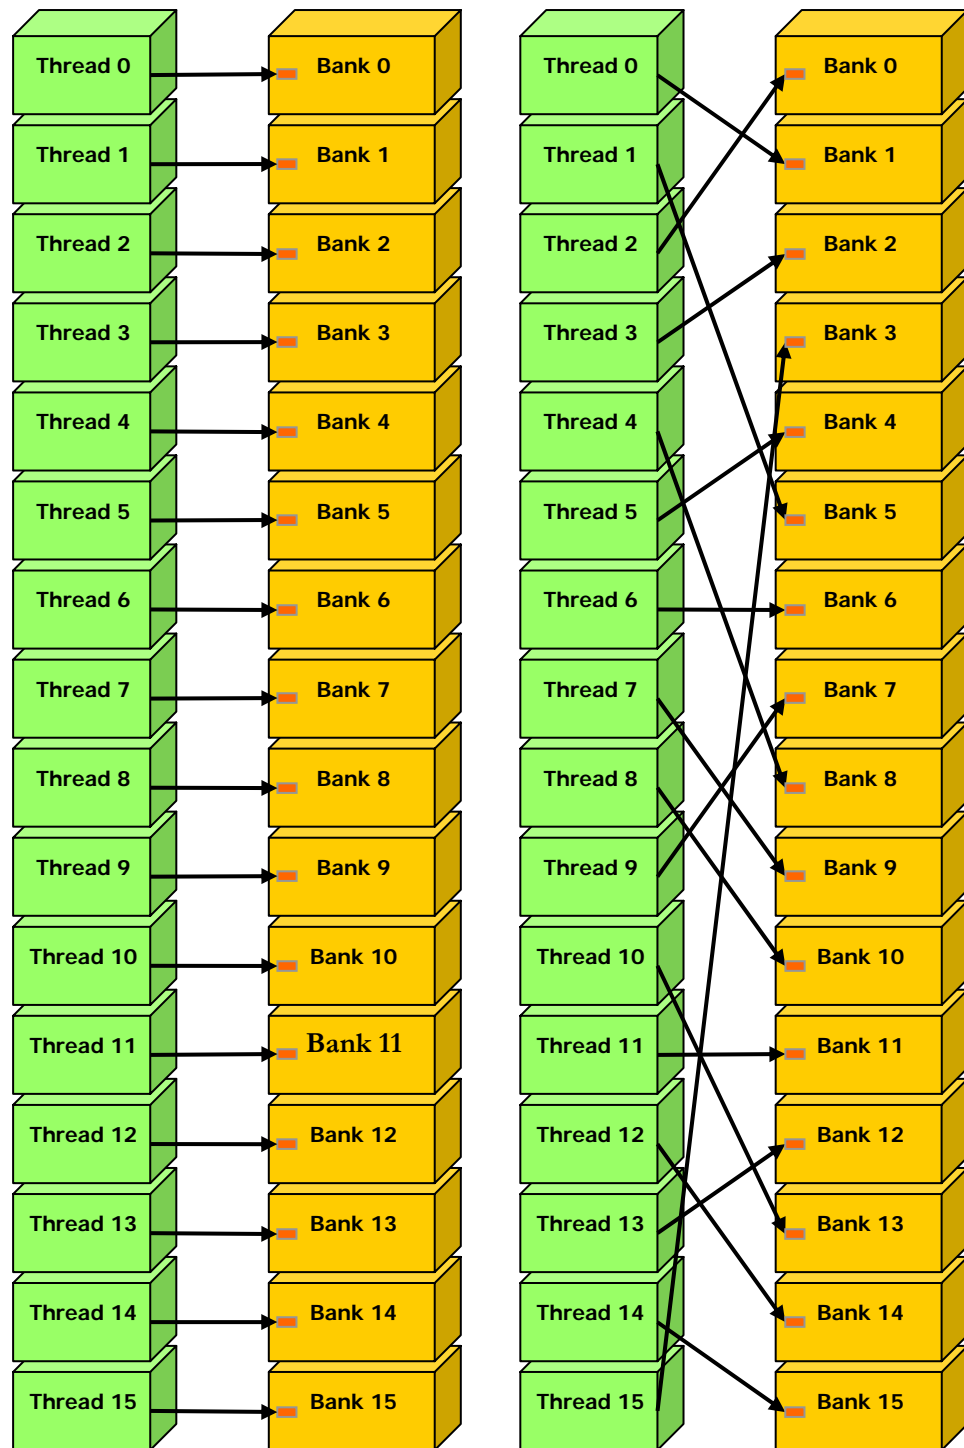 Thread 0 Bank 0 Thread 0 Bank 0
Thread 1 Bank 1 Thread 1 Bank 1
Thread 2 Bank 2 Thread 2 Bank 2
Thread 3 Bank 3 Thread 3 Bank 3
Thread 4 Bank 4 Thread 4 Bank 4
Thread 5 Bank 5 Thread 5 Bank 5
Thread 6 Bank 6 Thread 6 Bank 6
Thread 7 Bank 7 Thread 7 Bank 7
Thread 8 Bank 8 Thread 8 Bank 8
Thread 9 Bank 9 Thread 9 Bank 9
Thread 10 Bank 10 Thread 10 Bank 10
Thread 11 Bank 11 Thread 11 Bank 11
Thread 12 Bank 12 Thread 12 Bank 12
Thread 13 Bank 13 Thread 13 Bank 13
Thread 14 Bank 14 Thread 14 Bank 14
Thread 15 Bank 15 Thread 15 Bank 15